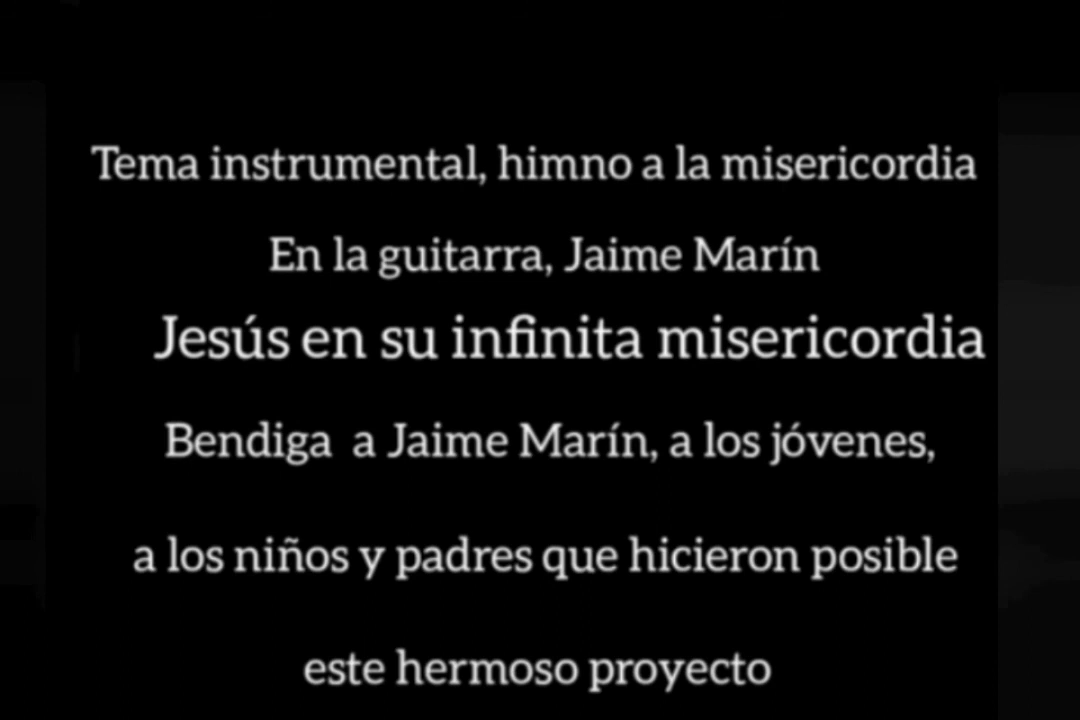 Tema instrumental, himno a la misericordia
En la guitarra, Jaime Marín
Jesús en su infinita misericordia
Bendiga a Jaime Marín, a los jóvenes,
a los niños y padres que hicieron posible
este hermoso proyecto